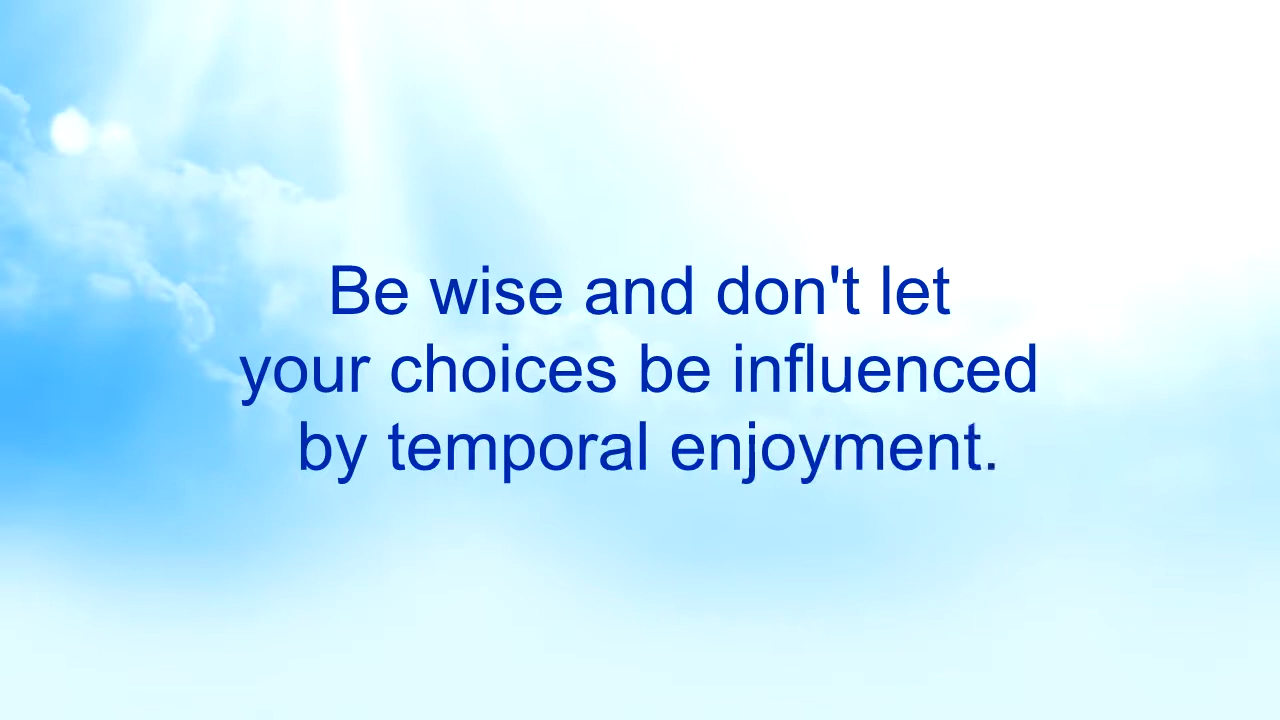 Be wise and don't let
your choices be influenced
by temporal enjoyment.